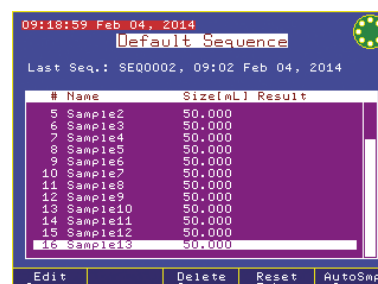 09:18:59 Feb 04, 2014
Default Sequence
Last Seq.: SEQ0002, 09:02 Feb 04, 2014
# Name Size[mL] Result
5 Sample2 50.000
6 Sample3 50.000
7 Sample4 50.000
8 Sample5 50.000
9 Sample6 50.000
10 Sample7 50.000
11 Sample8 50.000
12 Sample9 50.000
13 Sample10 50.000
14 Sample11 50.000
15 Sample12 50.000
16 Sample13 50.000
Edit Delete Reset AutoSmp